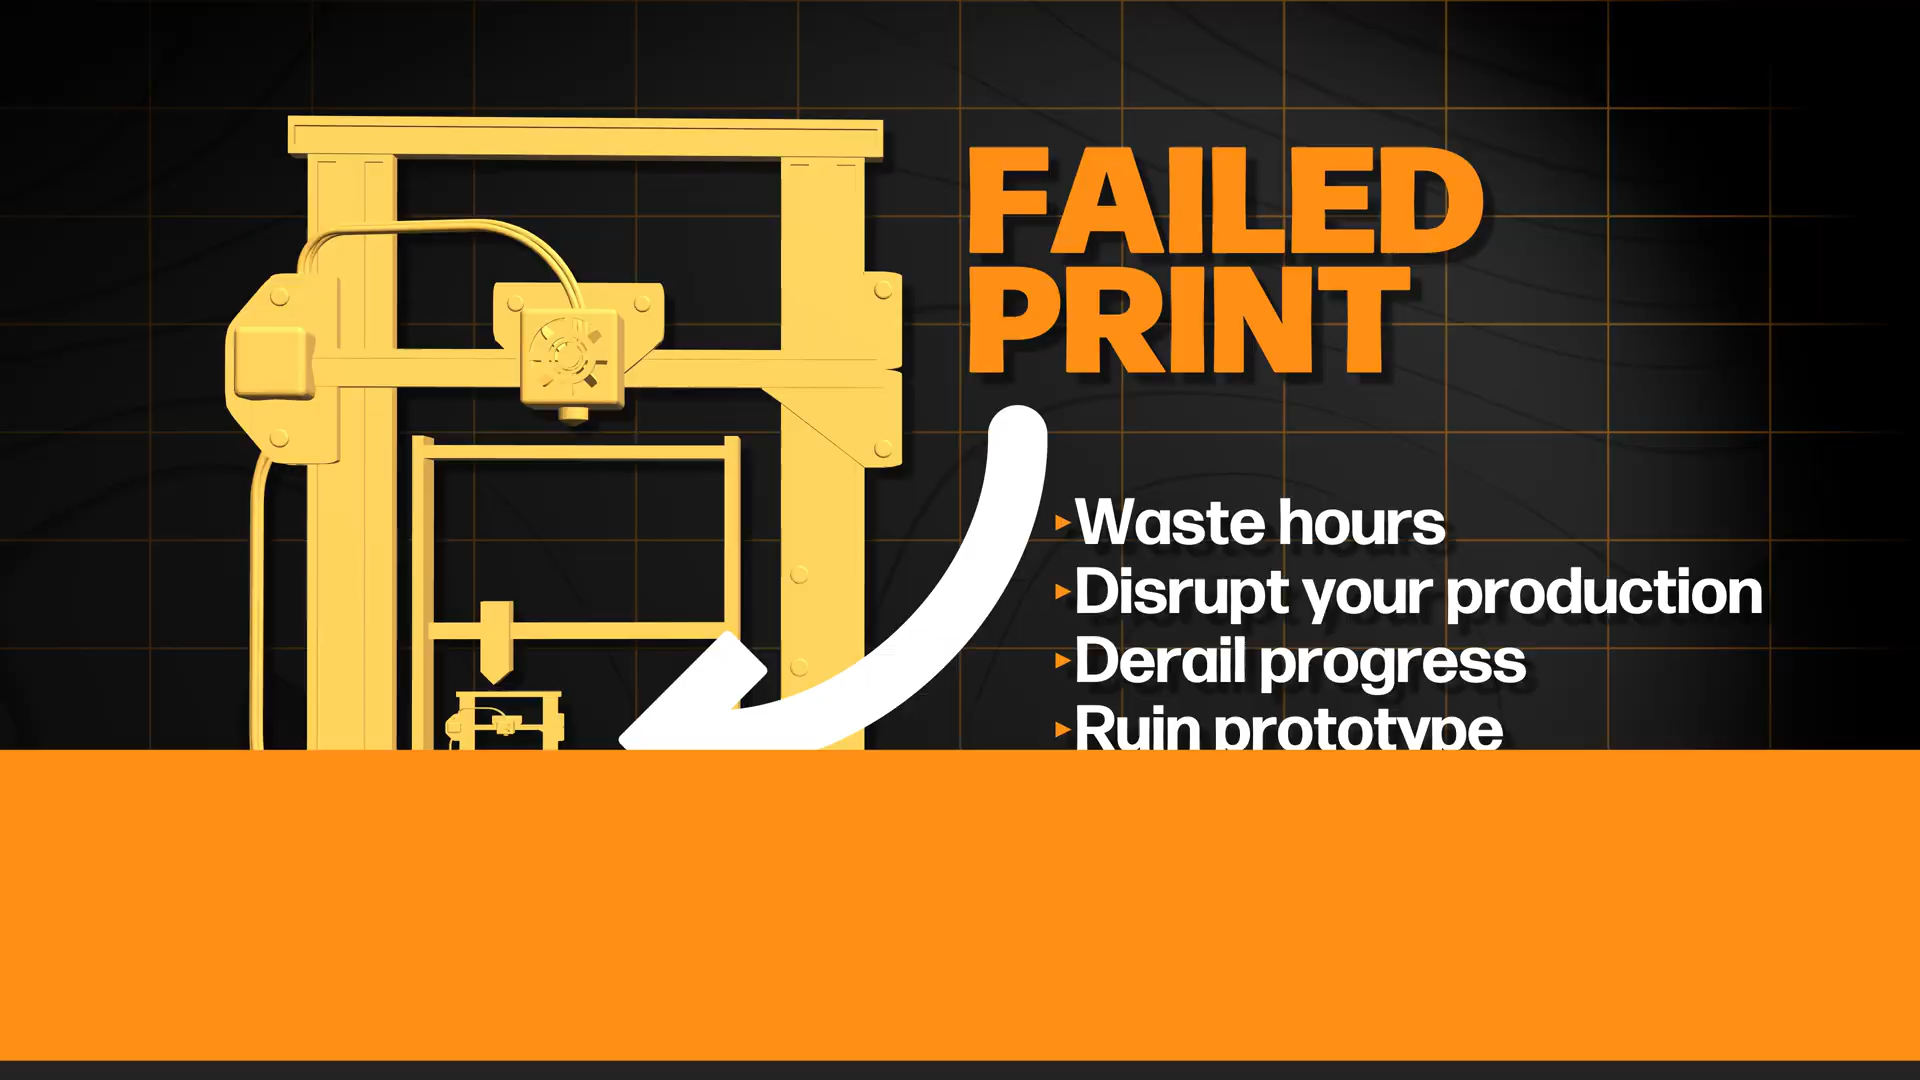 FAILED
PRINT
Waste hours
Disrupt your production
Derail progress
Ruin prototype